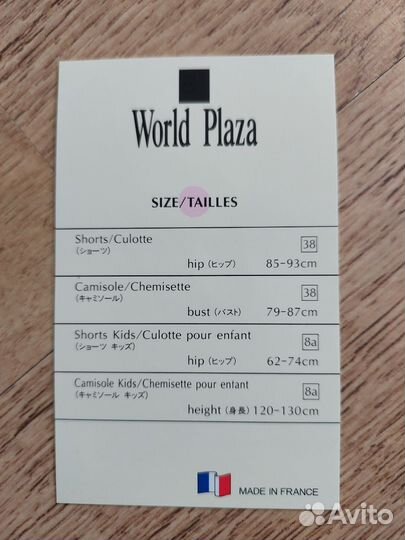 World Plaza
SIZE/TAILLES
Shorts/Culotte 38
(ショーツ)
hip (ヒップ) 85-93cm
Camisole/Chemisette 38
(キャミソール)
bust (バスト) 79-87cm
Shorts Kids/Culotte pour enfant 8a
(ショーツ キッズ)
hip (ヒップ) 62-74cm
Camisole Kids/Chemisette pour entant 8a
(キャミソール キッズ)
height (身長) 120-130cm
MADE IN FRANCE
Avito